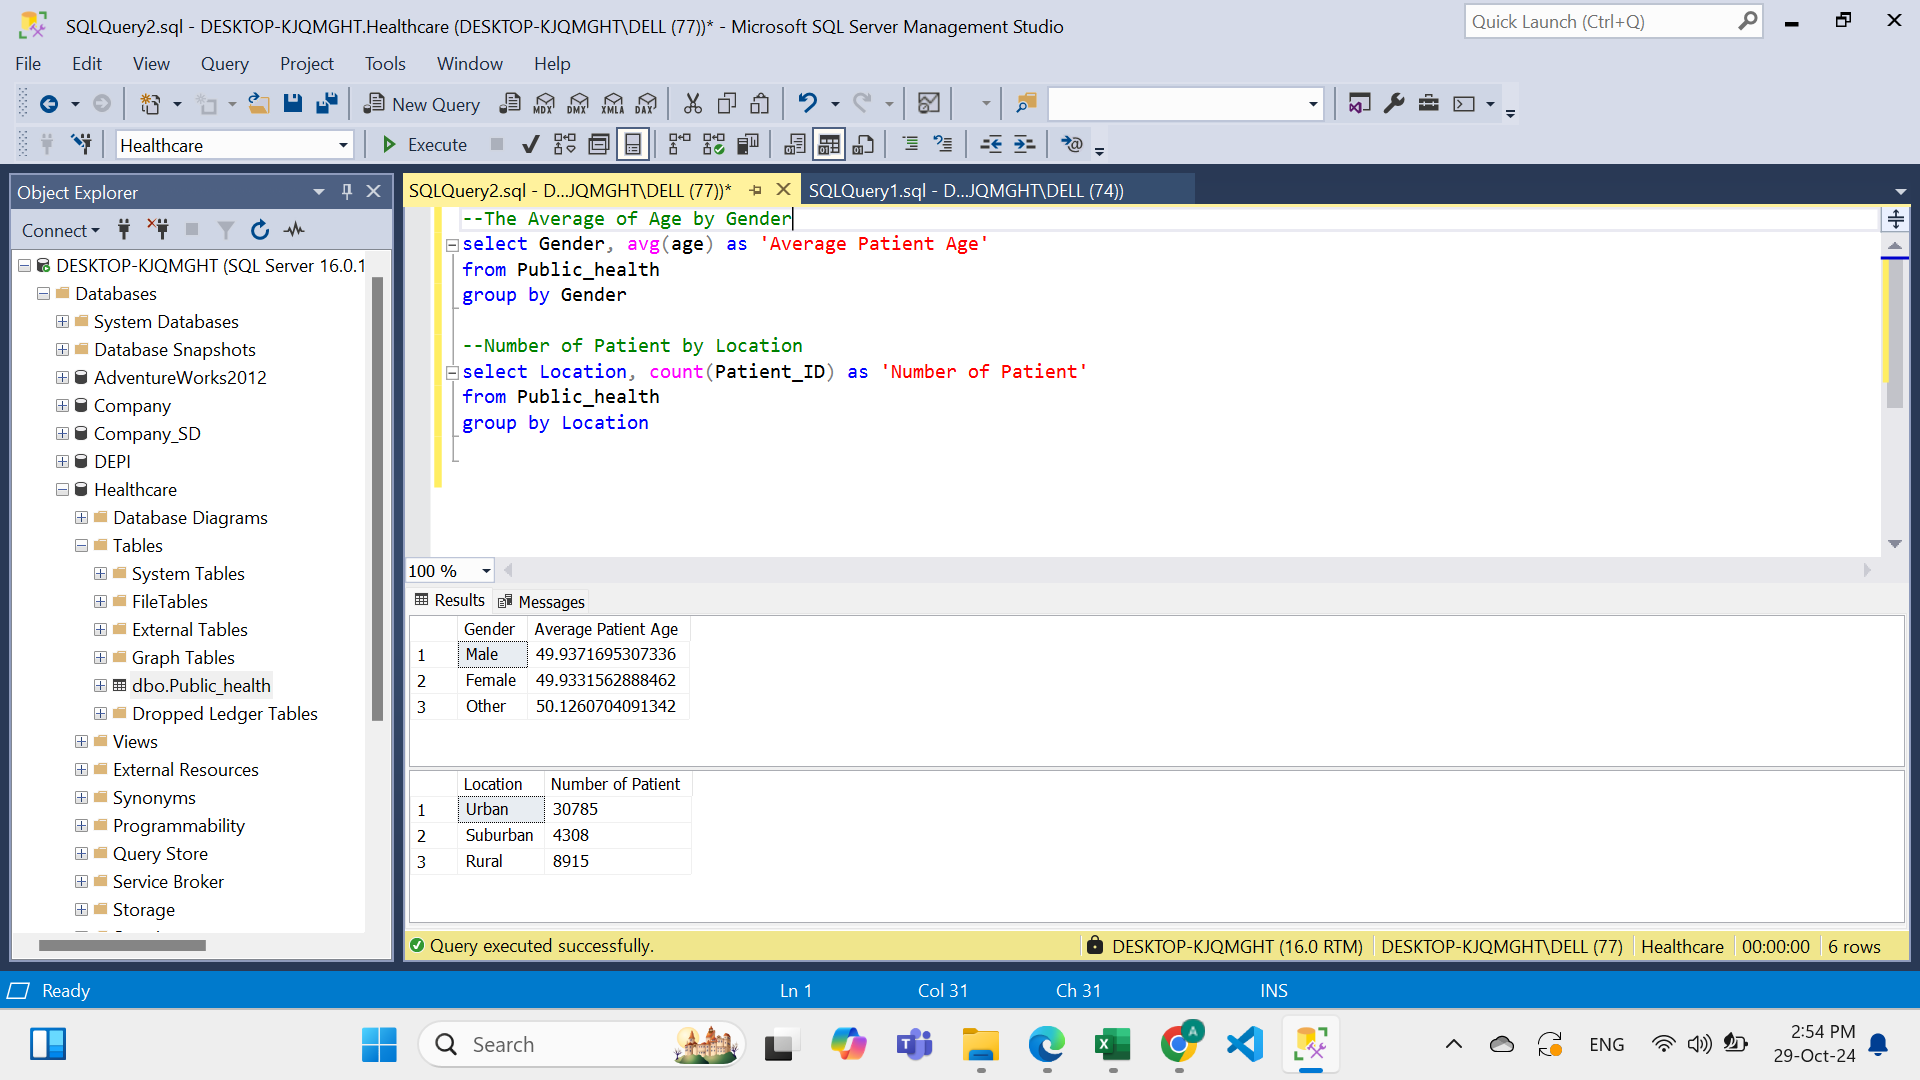 SQLQuery2.sql - DESKTOP-KJQMGHT.Healthcare (DESKTOP-KJQMGHT\DELL (77))* - Microsoft SQL Server Management Studio
Quick Launch (Ctrl+Q)
File Edit View Query Project Tools Window Help
New Query MDX DMX XMLA DAX
Healthcare Execute
Object Explorer
Connect
DESKTOP-KJQMGHT (SQL Server 16.0.1
Databases
System Databases
Database Snapshots
AdventureWorks2012
Company
Company_SD
DEPI
Healthcare
Database Diagrams
Tables
System Tables
FileTables
External Tables
Graph Tables
dbo.Public_health
Dropped Ledger Tables
Views
External Resources
Synonyms
Programmability
Query Store
Service Broker
Storage
SQLQuery2.sql - D...JQMGHT\DELL (77))* SQLQuery1.sql - D...JQMGHT\DELL (74))
--The Average of Age by Gender
select Gender, avg(age) as 'Average Patient Age'
from Public_health
group by Gender
--Number of Patient by Location
select Location, count(Patient_ID) as 'Number of Patient'
from Public_health
group by Location
100 %
Results Messages
Gender Average Patient Age
1 Male 49.9371695307336
2 Female 49.9331562888462
3 Other 50.1260704091342
Location Number of Patient
1 Urban 30785
2 Suburban 4308
3 Rural 8915
Query executed successfully. DESKTOP-KJQMGHT (16.0 RTM) DESKTOP-KJQMGHT\DELL (77) Healthcare 00:00:00 6 rows
Ready Ln 1 Col 31 Ch 31 INS
Search ENG 2:54 PM
29-Oct-24